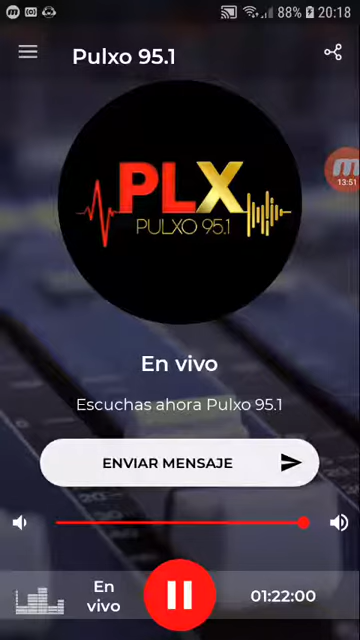 88% 20:18
Pulxo 95.1
13:51
PLX
PULXO 95.1
En vivo
Escuchas ahora Pulxo 95.1
ENVIAR MENSAJE
En
vivo
01:22:00